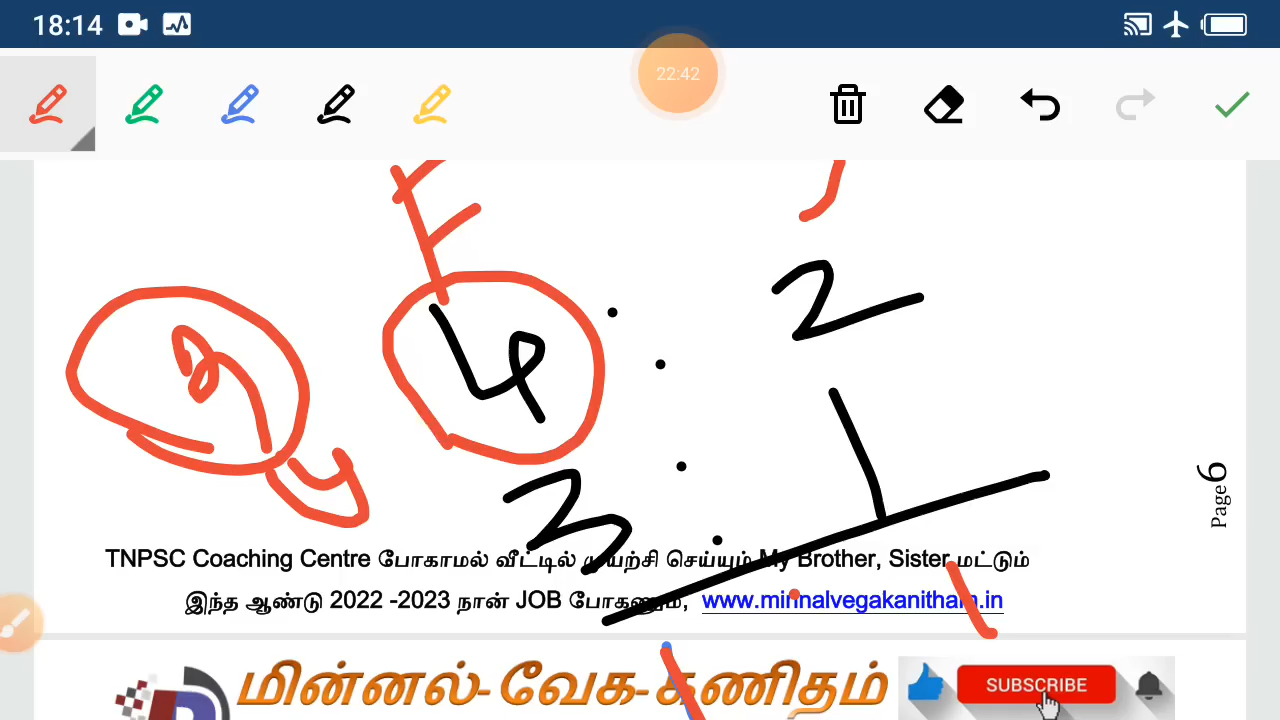 18:14
22:42
4 : 2
3 : 1
Page 6
TNPSC Coaching Centre போகாமல் வீட்டில் முயற்சி செய்யும் My Brother, Sister மட்டும்
இந்த ஆண்டு 2022 -2023 நான் JOB போகணும், www.minnalvegakanitham.in
மின்னல்-வேக-கணிதம்
SUBSCRIBE